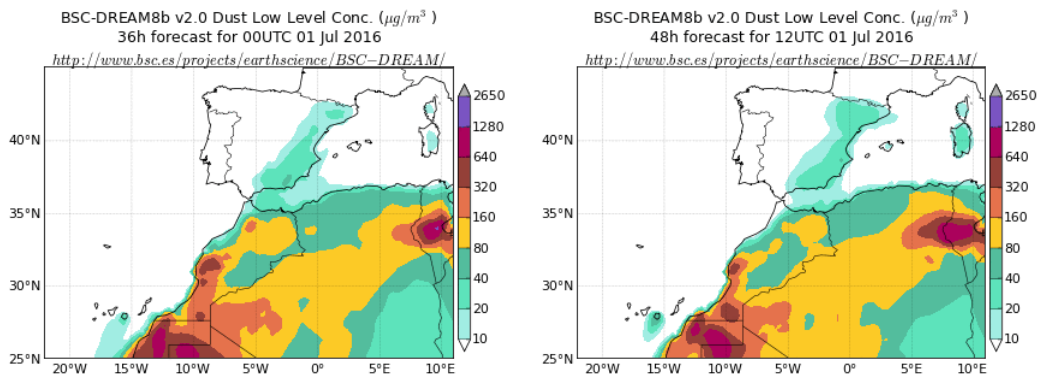 BSC-DREAM8b v2.0 Dust Low Level Conc. (μg/m³ )
36h forecast for 00UTC 01 Jul 2016
http://www.bsc.es/projects/earthscience/BSC−DREAM/
40°N
35°N
30°N
25°N
20°W
15°W
10°W
5°W
0°
5°E
10°E
2650
1280
640
320
160
80
40
20
10
BSC-DREAM8b v2.0 Dust Low Level Conc. (μg/m³ )
48h forecast for 12UTC 01 Jul 2016
http://www.bsc.es/projects/earthscience/BSC−DREAM/
40°N
35°N
30°N
25°N
20°W
15°W
10°W
5°W
0°
5°E
10°E
2650
1280
640
320
160
80
40
20
10